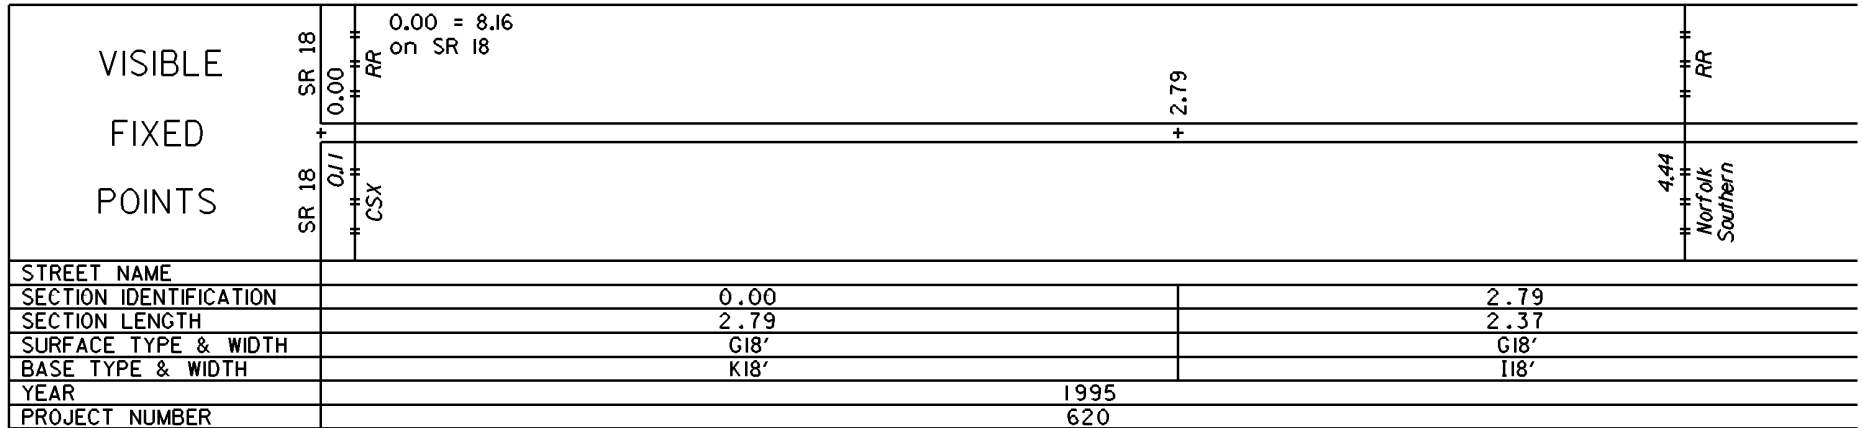 VISIBLE
FIXED
POINTS
SR 18
0.00
RR
0.00 = 8.16
on SR 18
2.79
RR
SR 18
0.11
CSX
4.44
Norfolk
Southern
STREET NAME
SECTION IDENTIFICATION 0.00 2.79
SECTION LENGTH 2.79 2.37
SURFACE TYPE & WIDTH G18' G18'
BASE TYPE & WIDTH K18' I18'
YEAR 1995
PROJECT NUMBER 620